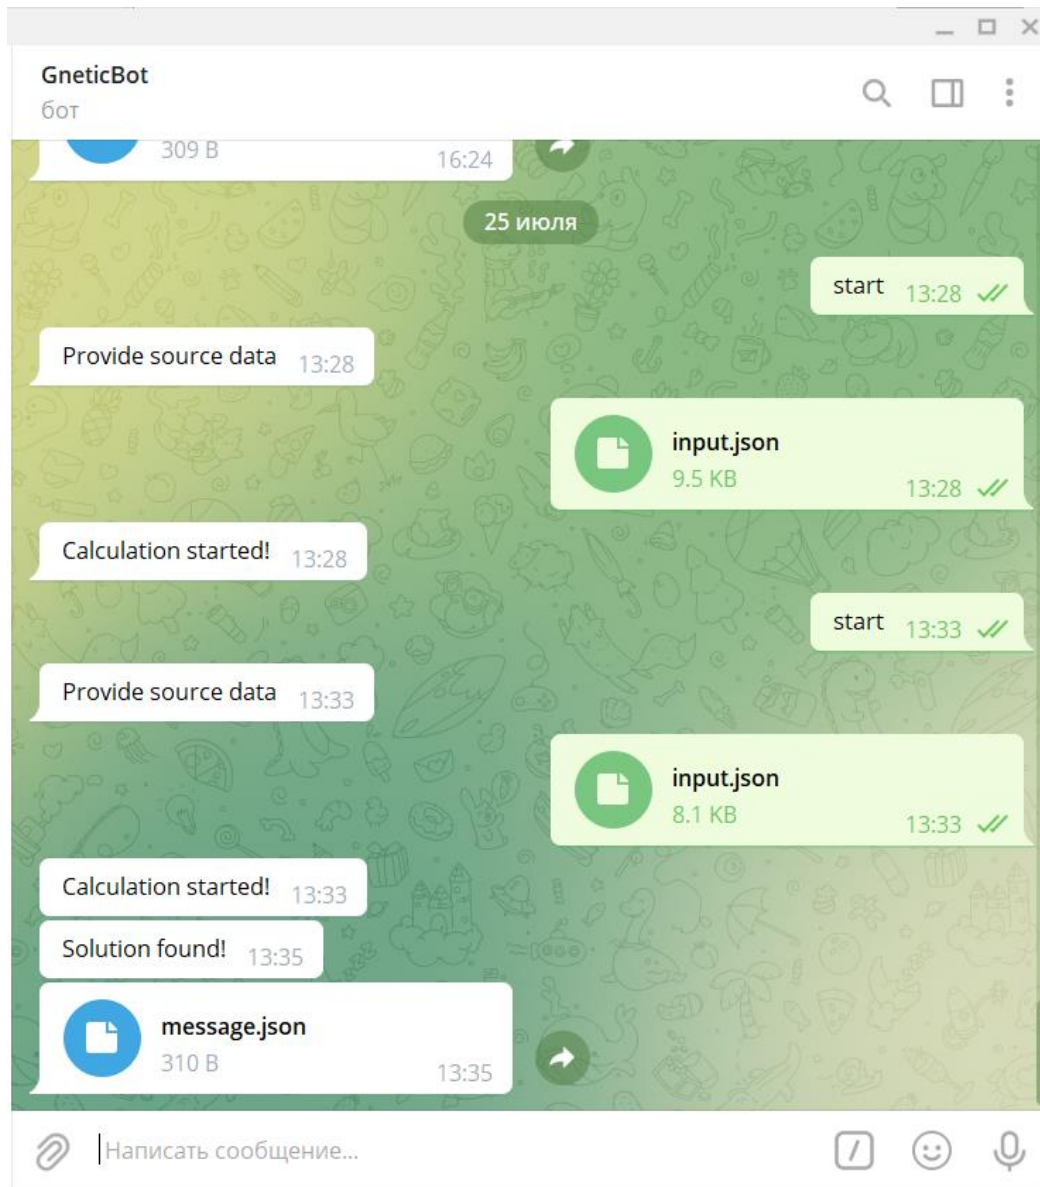 GneticBot
бот
309 B 16:24
25 июля
start 13:28
Provide source data 13:28
input.json
9.5 KB 13:28
Calculation started! 13:28
start 13:33
Provide source data 13:33
input.json
8.1 KB 13:33
Calculation started! 13:33
Solution found! 13:35
message.json
310 B 13:35
Написать сообщение...